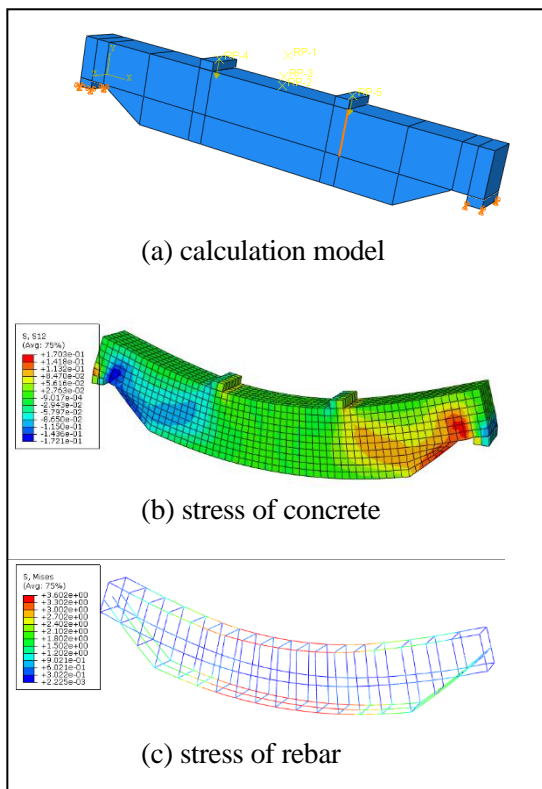 RP-4
RP-1
RP-5
(a) calculation model
S, S12
(Avg: 75%)
+1.703e-01
+1.418e-01
+1.132e-01
+8.470e-02
+5.616e-02
+2.763e-02
-9.017e-04
-2.943e-02
-5.797e-02
-8.650e-02
-1.150e-01
-1.436e-01
-1.721e-01
(b) stress of concrete
S, Mises
(Avg: 75%)
+3.602e+00
+3.302e+00
+3.002e+00
+2.702e+00
+2.402e+00
+2.102e+00
+1.802e+00
+1.502e+00
+1.202e+00
+9.021e-01
+6.021e-01
+3.022e-01
+2.225e-03
(c) stress of rebar